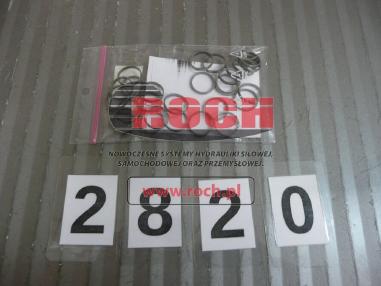 ROCH
NOWOCZESNE SYSTEMY HYDRAULIKI SIŁOWEJ,
SAMOCHODOWEJ ORAZ PRZEMYSŁOWEJ.
www.roch.pl
2 8 2 0